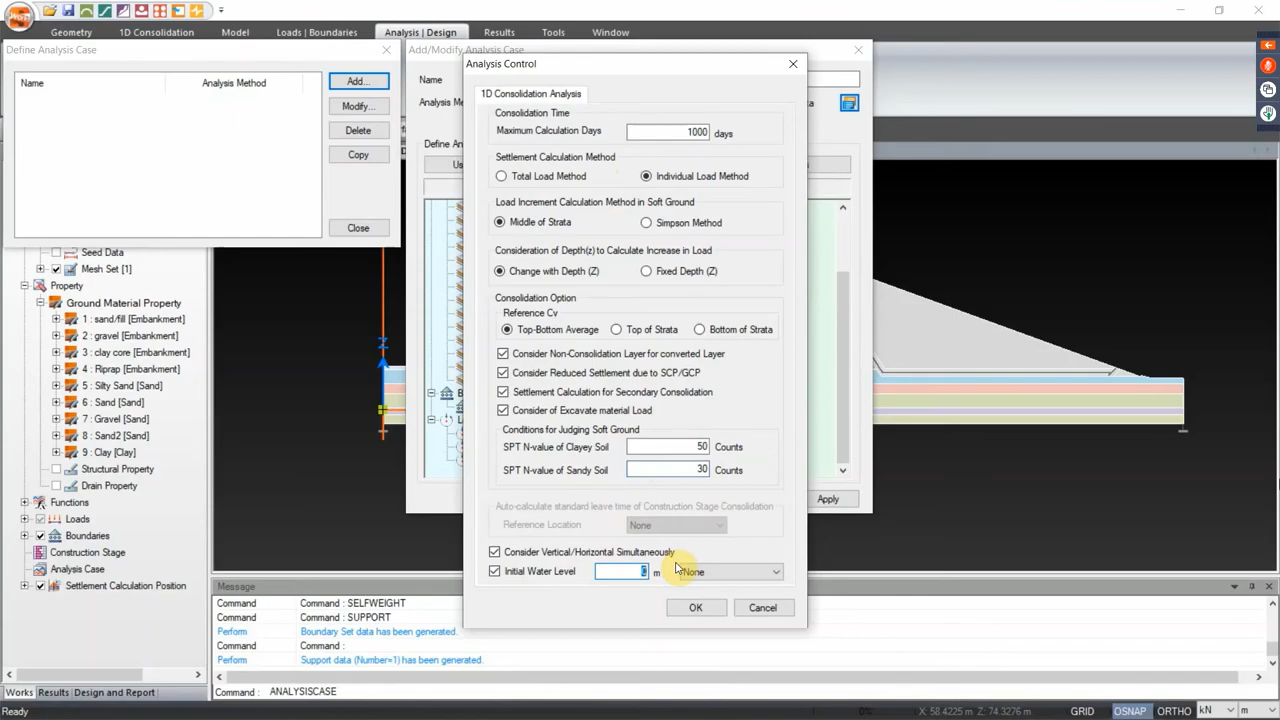 Geometry 1D Consolidation Model Loads | Boundaries Analysis | Design Results Tools Window
Define Analysis Case
Name Analysis Method
Add...
Modify...
Delete
Copy
Close
Add/Modify Analysis Case
Name
Analysis Me
Define An
Us
Apply
Analysis Control
1D Consolidation Analysis
Consolidation Time
Maximum Calculation Days 1000 days
Settlement Calculation Method
Total Load Method Individual Load Method
Load Increment Calculation Method in Soft Ground
Middle of Strata Simpson Method
Consideration of Depth(z) to Calculate Increase in Load
Change with Depth (Z) Fixed Depth (Z)
Consolidation Option
Reference Cv
Top-Bottom Average Top of Strata Bottom of Strata
Consider Non-Consolidation Layer for converted Layer
Consider Reduced Settlement due to SCP/GCP
Settlement Calculation for Secondary Consolidation
Consider of Excavate material Load
Conditions for Judging Soft Ground
SPT N-value of Clayey Soil 50 Counts
SPT N-value of Sandy Soil 30 Counts
Auto-calculate standard leave time of Construction Stage Consolidation
Reference Location None
Consider Vertical/Horizontal Simultaneously
Initial Water Level 0 m None
OK Cancel
Seed Data
Mesh Set [1]
Property
Ground Material Property
1 : sand/fill [Embankment]
2 : gravel [Embankment]
3 : clay core [Embankment]
4 : Riprap [Embankment]
5 : Silty Sand [Sand]
6 : Sand [Sand]
7 : Gravel [Sand]
8 : Sand2 [Sand]
9 : Clay [Clay]
Structural Property
Drain Property
Functions
Loads
Boundaries
Construction Stage
Analysis Case
Settlement Calculation Position
Z
Message
Command Command : SELFWEIGHT
Command Command : SUPPORT
Perform Boundary Set data has been generated.
Command Command :
Perform Support data (Number=1) has been generated.
Command : ANALYSISCASE
Works Results Design and Report
Ready 0% X: 58.4225m Z: 74.3276m GRID OSNAP ORTHO kN m